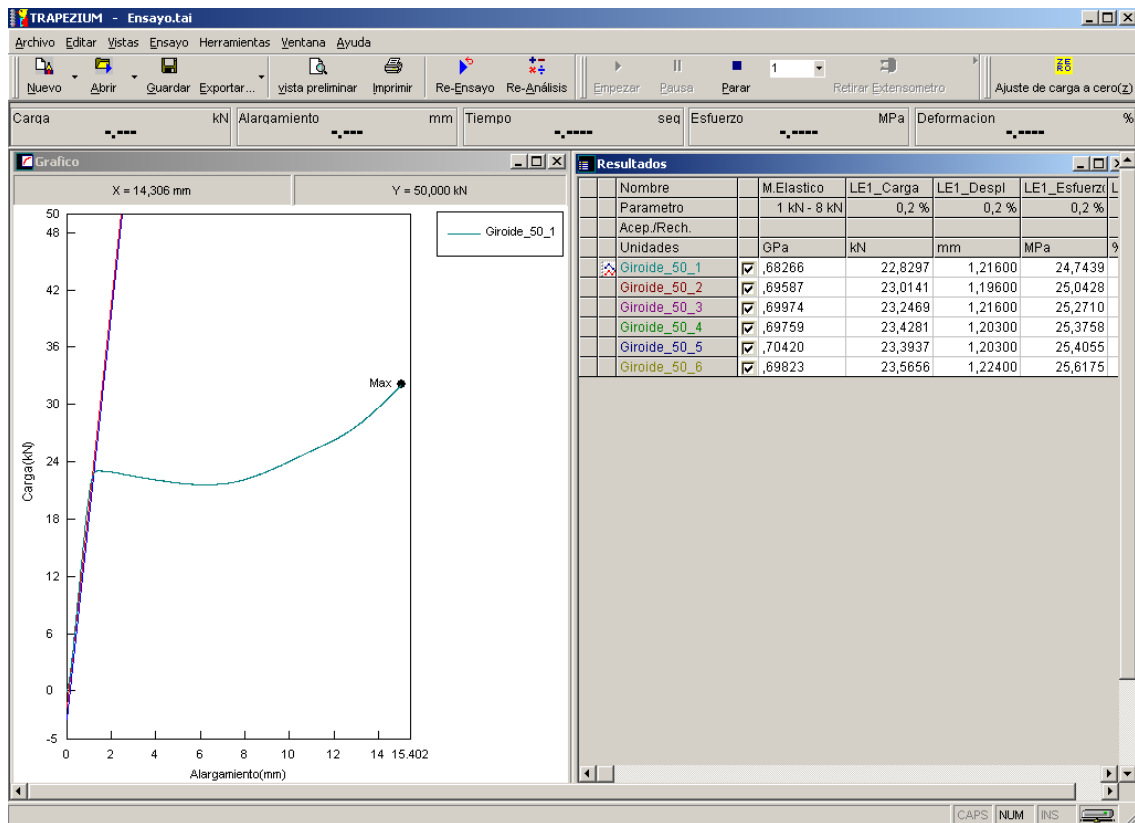 TRAPEZIUM - Ensayo.tai
Archivo Editar Vistas Ensayo Herramientas Ventana Ayuda
Nuevo Abrir Guardar Exportar... vista preliminar Imprimir Re-Ensayo Re-Análisis Empezar Pausa Parar 1 Retirar Extensometro ZERO Ajuste de carga a cero(z)
Carga kN Alargamiento mm Tiempo seg Esfuerzo MPa Deformacion %
-,--- -,--- -,---- -,---- -,----
Grafico
X = 14,306 mm Y = 50,000 kN
50
48
42
36
30
24
18
12
6
0
-5
Carga(kN)
Max
Giroide_50_1
0 2 4 6 8 10 12 14 15.402
Alargamiento(mm)
Resultados
Nombre M.Elastico LE1_Carga LE1_Despl LE1_Esfuerz
Parametro 1 kN - 8 kN 0,2 % 0,2 % 0,2 %
Acep./Rech.
Unidades GPa kN mm MPa %
Giroide_50_1 ,68266 22,8297 1,21600 24,7439
Giroide_50_2 ,69587 23,0141 1,19600 25,0428
Giroide_50_3 ,69974 23,2469 1,21600 25,2710
Giroide_50_4 ,69759 23,4281 1,20300 25,3758
Giroide_50_5 ,70420 23,3937 1,20300 25,4055
Giroide_50_6 ,69823 23,5656 1,22400 25,6175
CAPS NUM INS